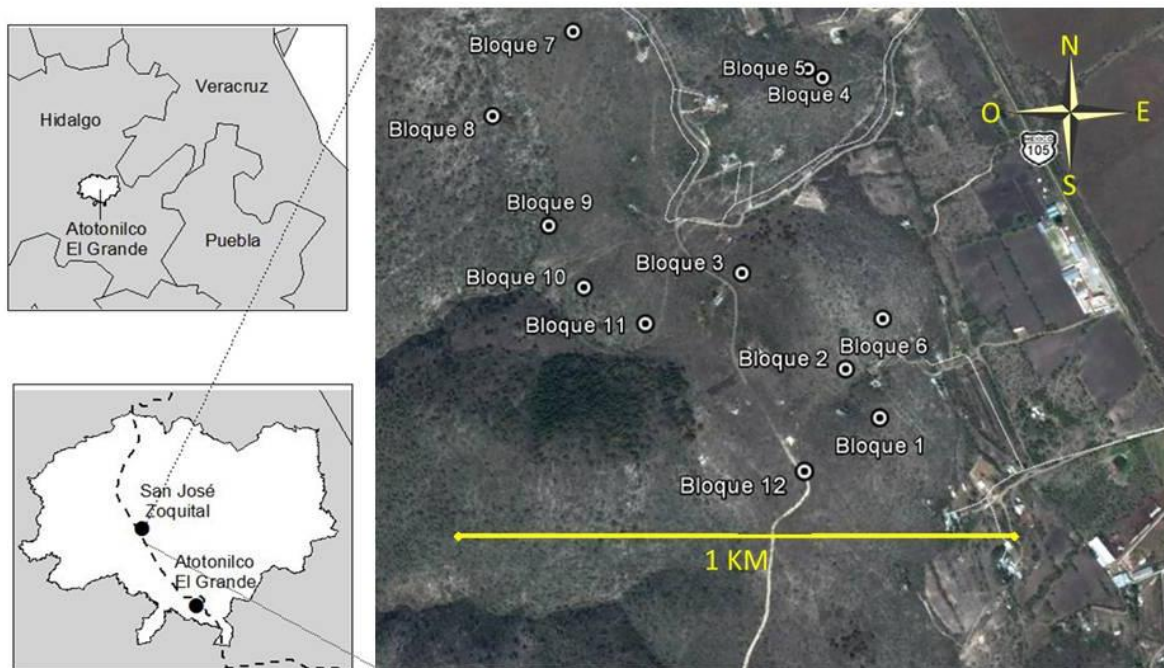 Veracruz
Hidalgo
Atotonilco
El Grande
Puebla
San José
Zoquital
Atotonilco
El Grande
Bloque 7
Bloque 5
Bloque 4
Bloque 8
Bloque 9
Bloque 3
Bloque 10
Bloque 11
Bloque 2
Bloque 6
Bloque 1
Bloque 12
1 KM
N
O
E
S
MEXICO
105